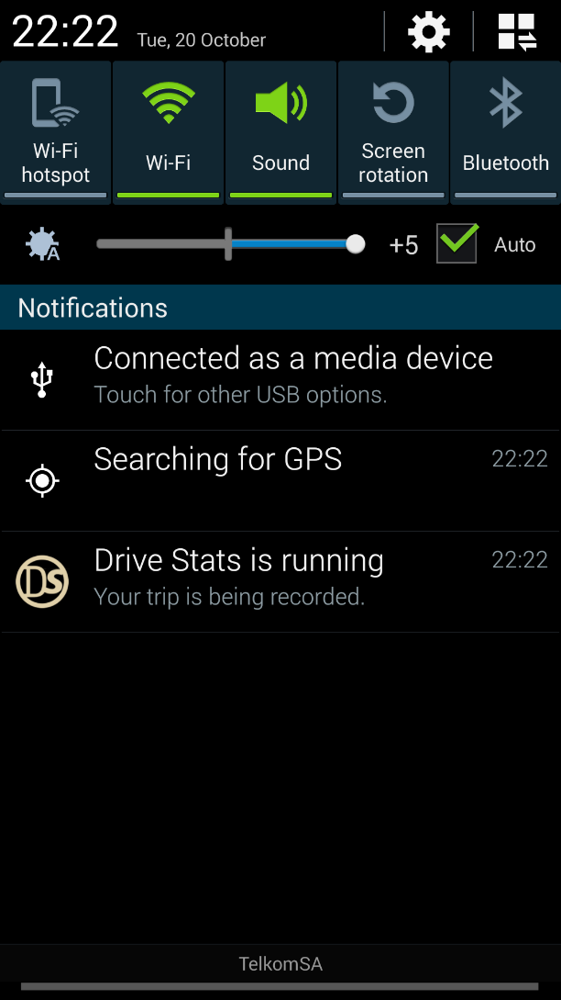 22:22 Tue, 20 October
Wi-Fi
hotspot
Wi-Fi
Sound
Screen
rotation
Bluetooth
A
+5 Auto
Notifications
Connected as a media device
Touch for other USB options.
Searching for GPS 22:22
DS
Drive Stats is running 22:22
Your trip is being recorded.
TelkomSA